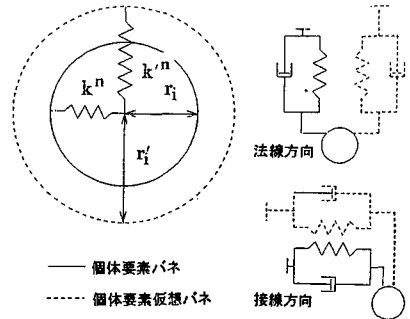 k^n
k'^n
r_i
r'_i
法線方向
個体要素バネ
個体要素仮想バネ
接線方向